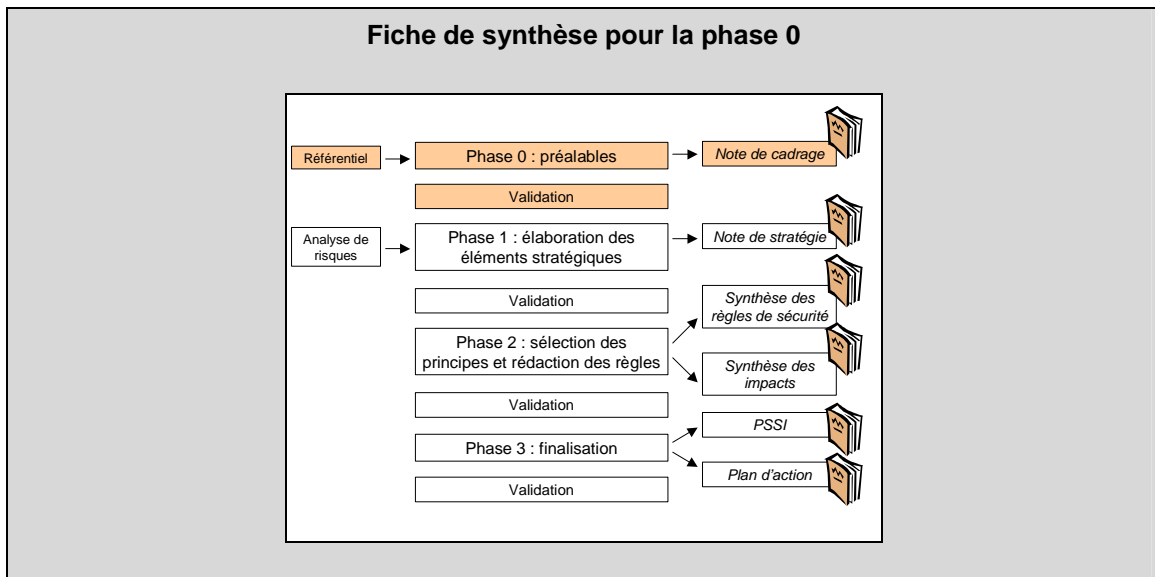 Fiche de synthèse pour la phase 0
Référentiel
Phase 0 : préalables
Note de cadrage
Validation
Analyse de
risques
Phase 1 : élaboration des
éléments stratégiques
Note de stratégie
Validation
Synthèse des
règles de sécurité
Phase 2 : sélection des
principes et rédaction des règles
Synthèse des
impacts
Validation
PSSI
Phase 3 : finalisation
Plan d'action
Validation